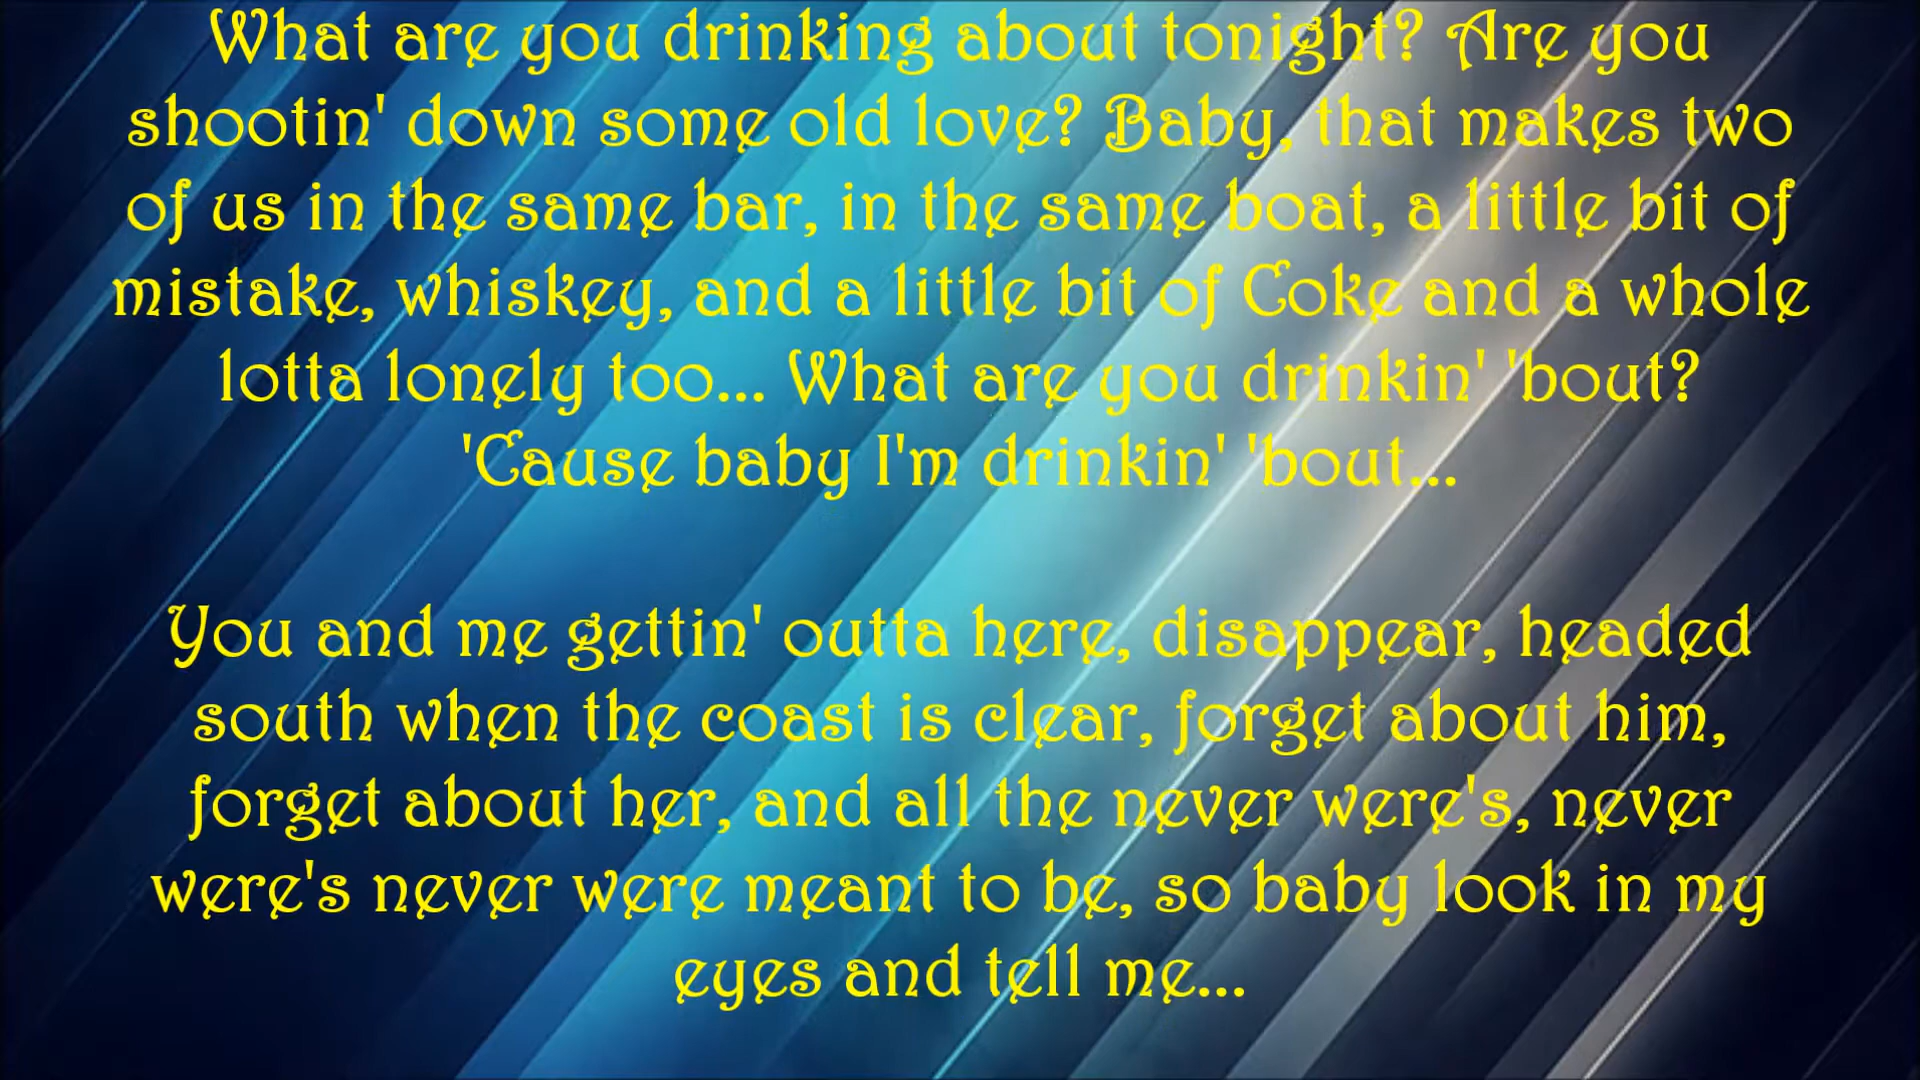 What are you drinking about tonight? Are you
shootin' down some old love? Baby, that makes two
of us in the same bar, in the same boat, a little bit of
mistake, whiskey, and a little bit of Coke and a whole
lotta lonely too... What are you drinkin' 'bout?
'Cause baby I'm drinkin' 'bout...
You and me gettin' outta here, disappear, headed
south when the coast is clear, forget about him,
forget about her, and all the never were's, never
were's never were meant to be, so baby look in my
eyes and tell me...